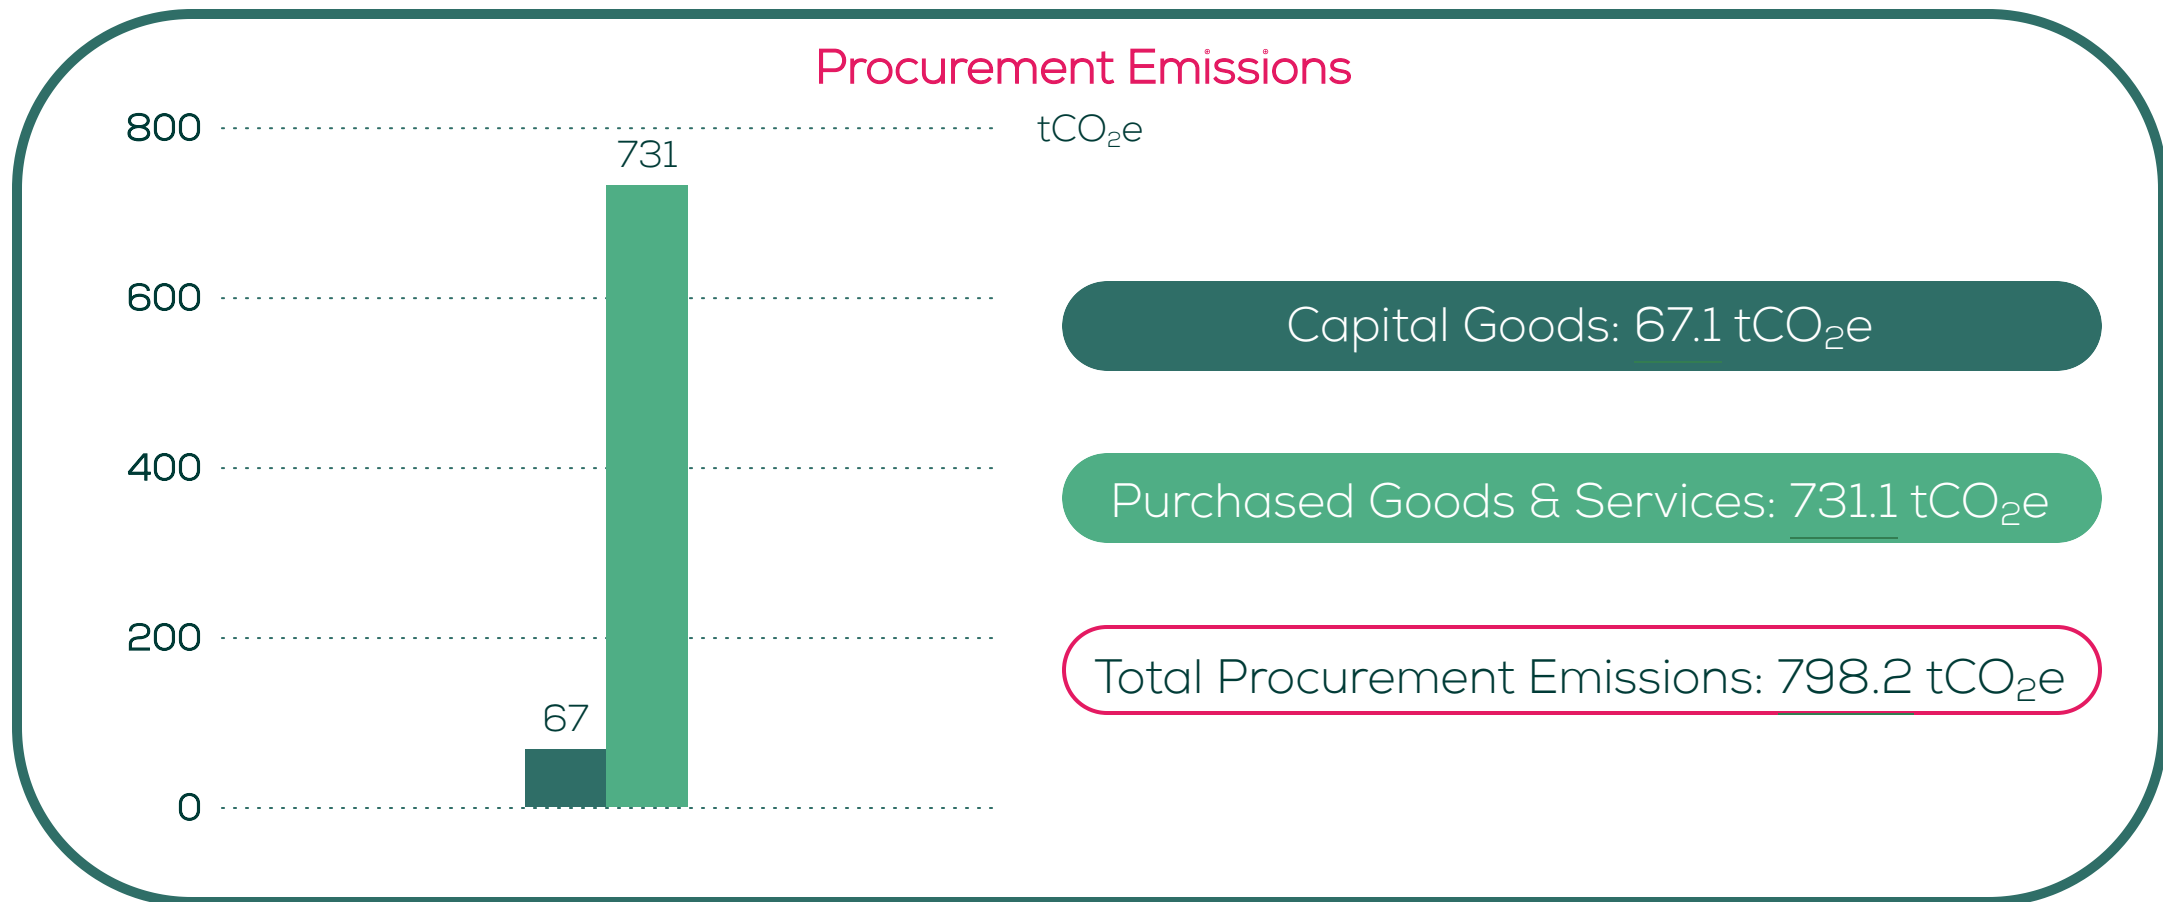 Procurement Emissions
800
tCO₂e
731
600
Capital Goods: 67.1 tCO₂e
400
Purchased Goods & Services: 731.1 tCO₂e
200
Total Procurement Emissions: 798.2 tCO₂e
67
0